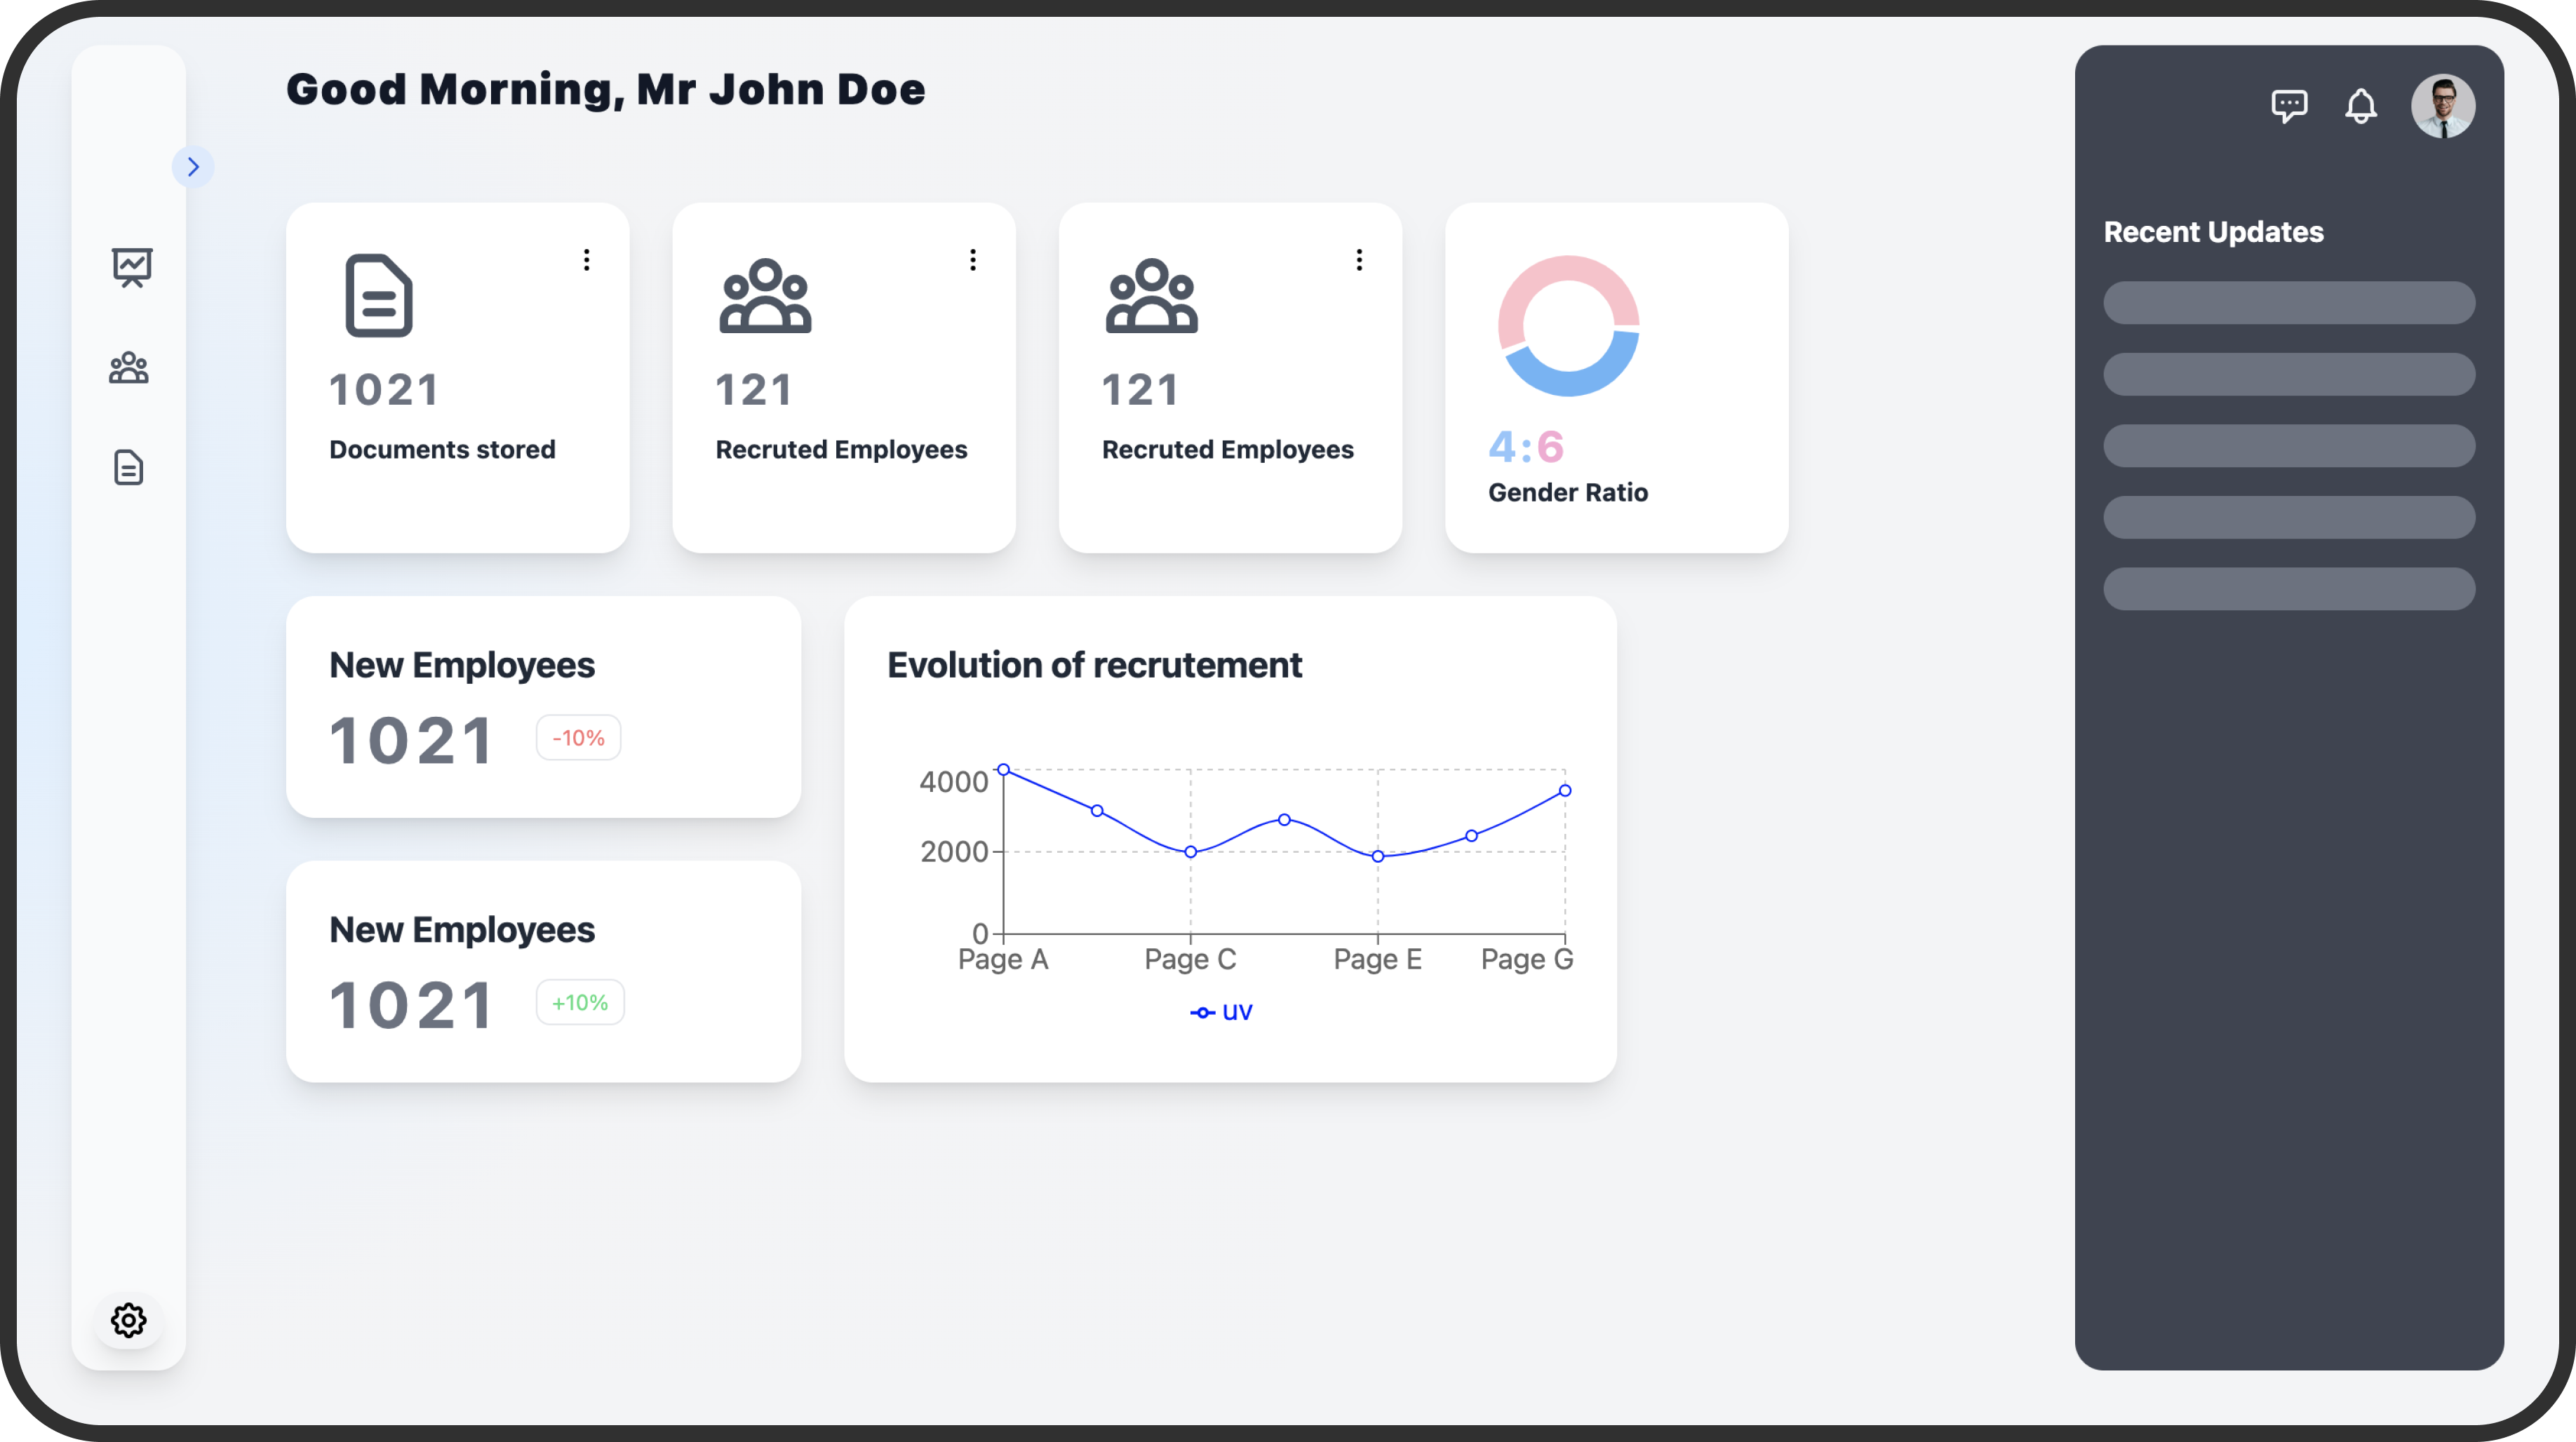 Good Morning, Mr John Doe
1021
Documents stored
121
Recruted Employees
121
Recruted Employees
4:6
Gender Ratio
New Employees
1021
-10%
New Employees
1021
+10%
Evolution of recrutement
4000
2000
0
Page A
Page C
Page E
Page G
uv
Recent Updates